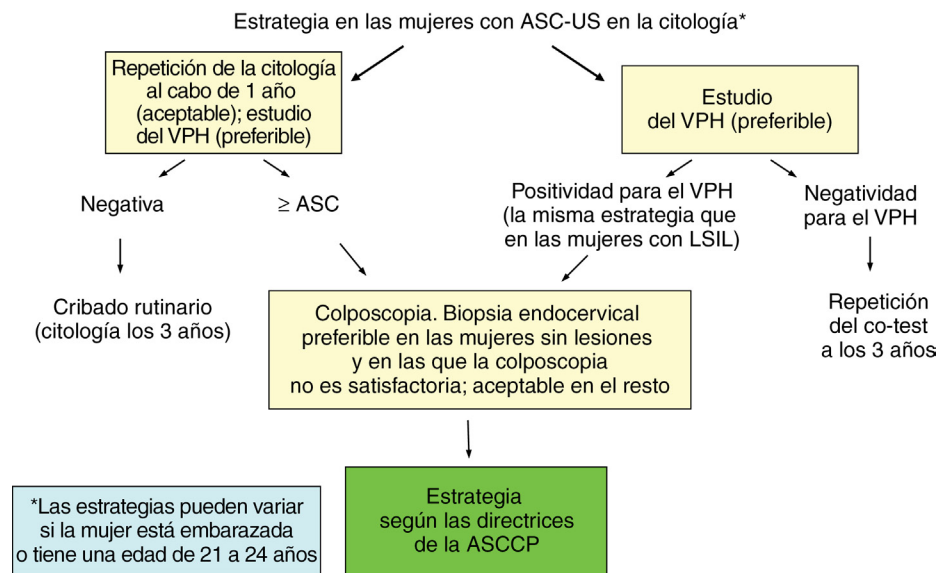 Estrategia en las mujeres con ASC-US en la citología*
Repetición de la citología
al cabo de 1 año
(aceptable); estudio
del VPH (preferible)
Estudio
del VPH (preferible)
Negativa
≥ ASC
Positividad para el VPH
(la misma estrategia que
en las mujeres con LSIL)
Negatividad
para el VPH
Cribado rutinario
(citología los 3 años)
Colposcopia. Biopsia endocervical
preferible en las mujeres sin lesiones
y en las que la colposcopia
no es satisfactoria; aceptable en el resto
Repetición
del co-test
a los 3 años
*Las estrategias pueden variar
si la mujer está embarazada
o tiene una edad de 21 a 24 años
Estrategia
según las directrices
de la ASCCP